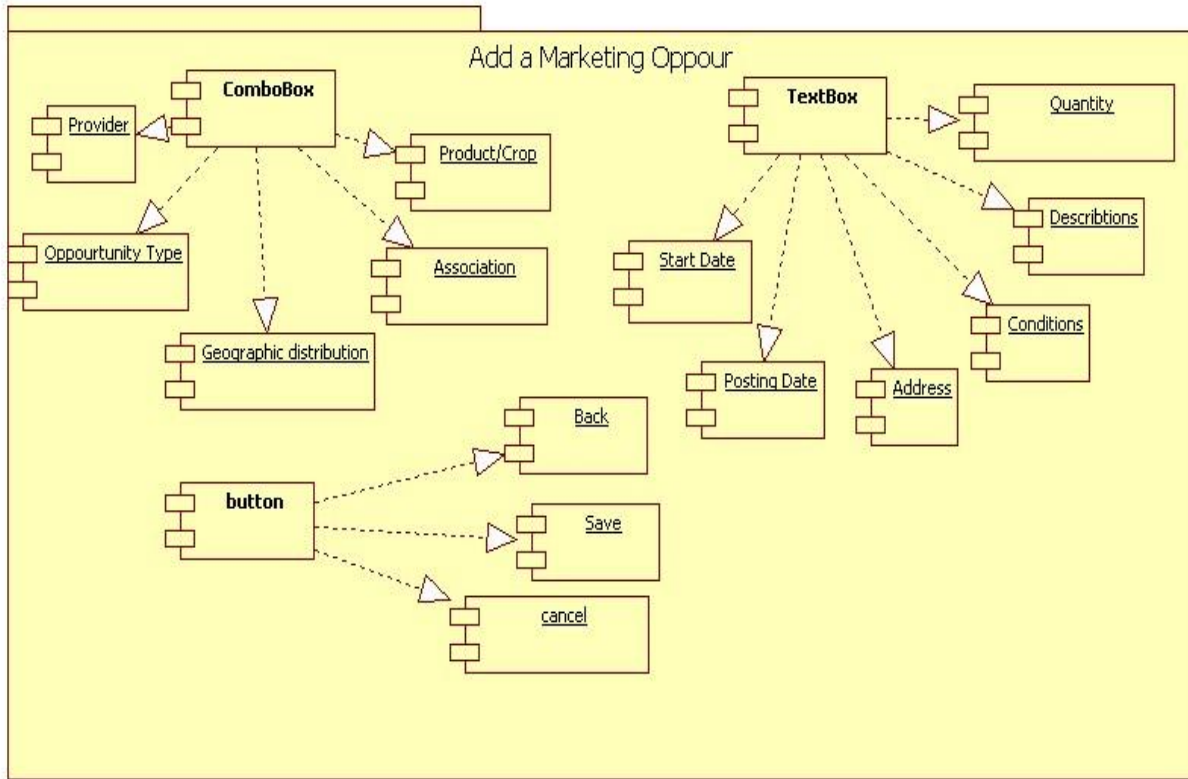 Add a Marketing Oppour
ComboBox
Provider
Product/Crop
Oppourtunity Type
Association
Geographic distribution
TextBox
Quantity
Describtions
Start Date
Conditions
Posting Date
Address
button
Back
Save
cancel